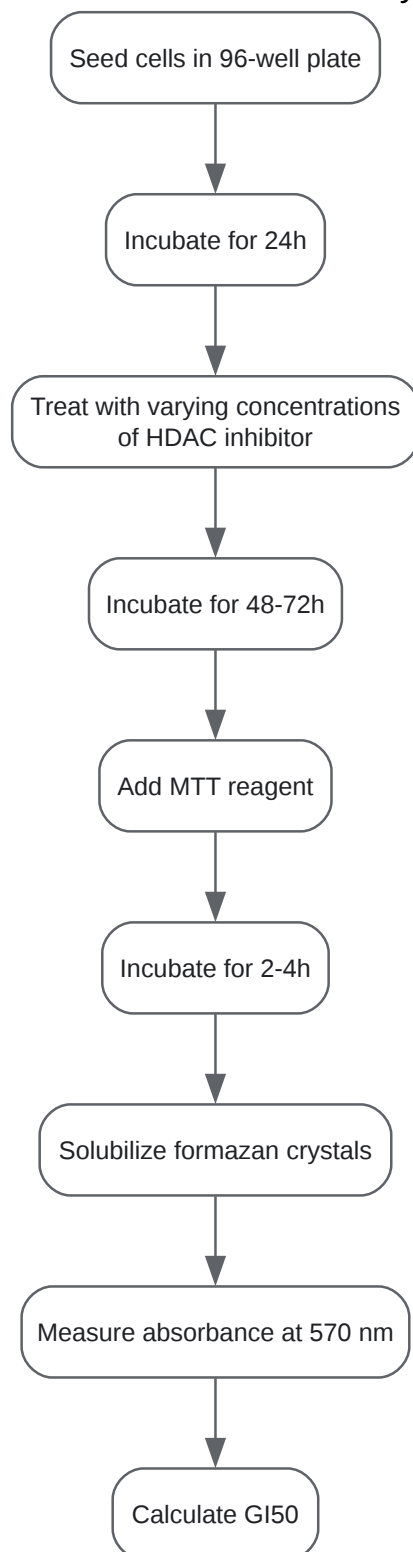 Seed cells in 96-well plate
Incubate for 24h
Treat with varying concentrations
of HDAC inhibitor
Incubate for 48-72h
Add MTT reagent
Incubate for 2-4h
Solubilize formazan crystals
Measure absorbance at 570 nm
Calculate GI50